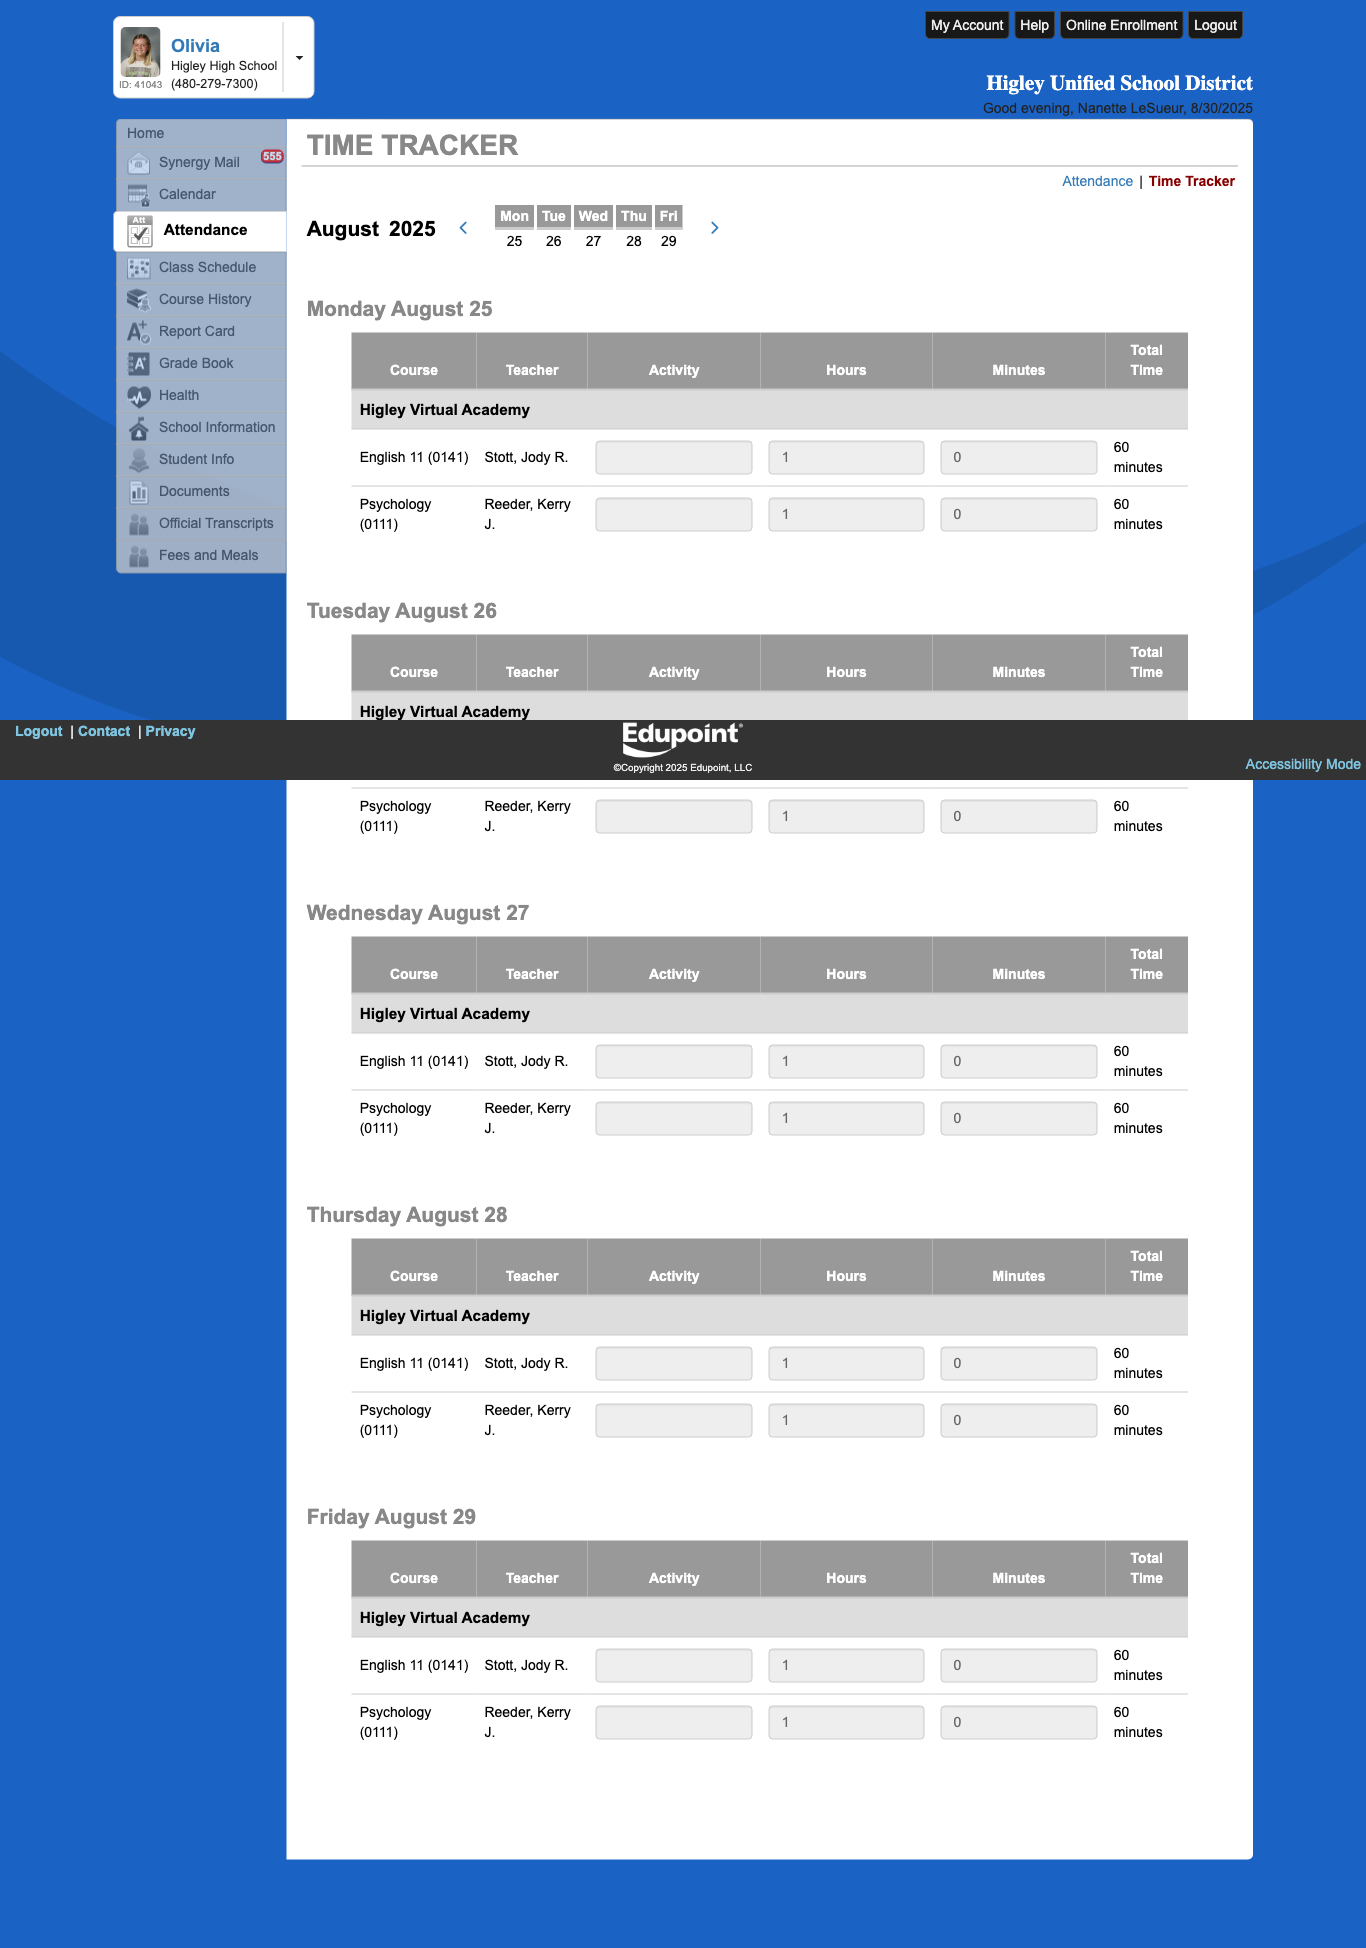 Olivia
Higley High School
ID: 41043 (480-279-7300)
My Account Help Online Enrollment Logout
Higley Unified School District
Good evening, Nanette LeSueur, 8/30/2025
Home
Synergy Mail 555
Calendar
Att
Attendance
Class Schedule
Course History
Report Card
Grade Book
Health
School Information
Student Info
Documents
Official Transcripts
Fees and Meals
TIME TRACKER
Attendance | Time Tracker
August 2025 < Mon Tue Wed Thu Fri >
25 26 27 28 29
Monday August 25
Course Teacher Activity Hours Minutes Total Time
Higley Virtual Academy
English 11 (0141) Stott, Jody R. 1 0 60 minutes
Psychology (0111) Reeder, Kerry J. 1 0 60 minutes
Tuesday August 26
Course Teacher Activity Hours Minutes Total Time
Higley Virtual Academy
Logout | Contact | Privacy
Edupoint®
©Copyright 2025 Edupoint, LLC
Accessibility Mode
Psychology (0111) Reeder, Kerry J. 1 0 60 minutes
Wednesday August 27
Course Teacher Activity Hours Minutes Total Time
Higley Virtual Academy
English 11 (0141) Stott, Jody R. 1 0 60 minutes
Psychology (0111) Reeder, Kerry J. 1 0 60 minutes
Thursday August 28
Course Teacher Activity Hours Minutes Total Time
Higley Virtual Academy
English 11 (0141) Stott, Jody R. 1 0 60 minutes
Psychology (0111) Reeder, Kerry J. 1 0 60 minutes
Friday August 29
Course Teacher Activity Hours Minutes Total Time
Higley Virtual Academy
English 11 (0141) Stott, Jody R. 1 0 60 minutes
Psychology (0111) Reeder, Kerry J. 1 0 60 minutes